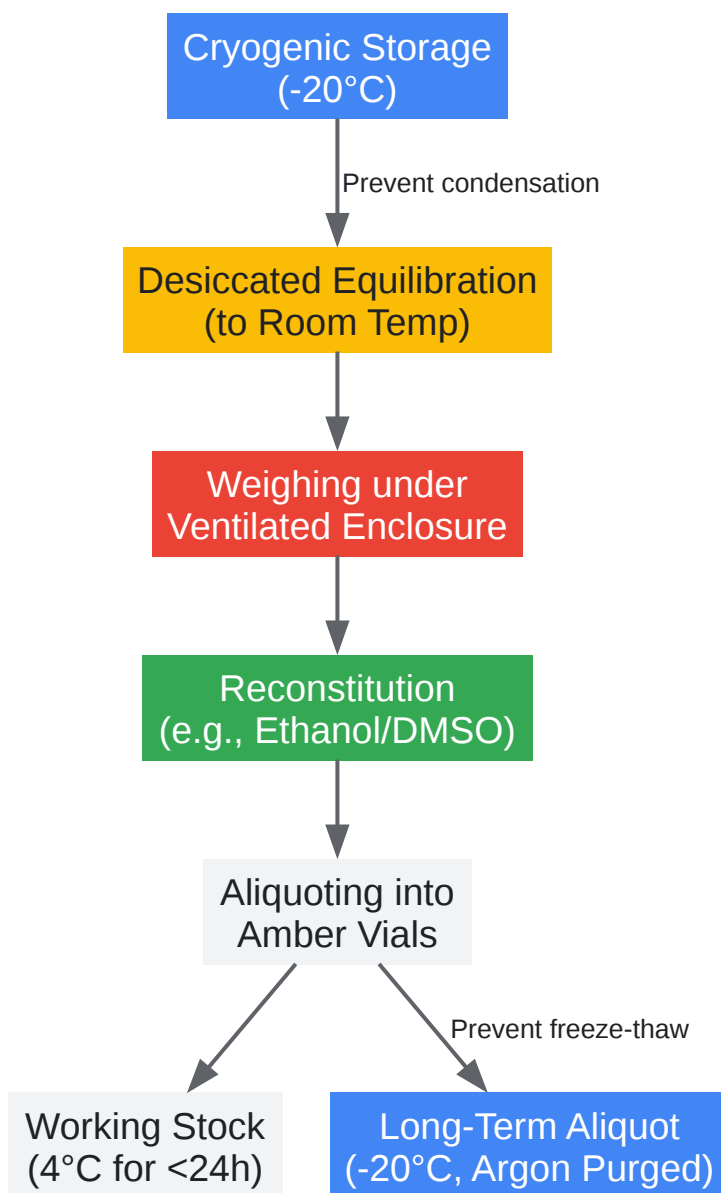 Cryogenic Storage
(-20°C)
Prevent condensation
Desiccated Equilibration
(to Room Temp)
Weighing under
Ventilated Enclosure
Reconstitution
(e.g., Ethanol/DMSO)
Aliquoting into
Amber Vials
Prevent freeze-thaw
Working Stock
(4°C for <24h)
Long-Term Aliquot
(-20°C, Argon Purged)